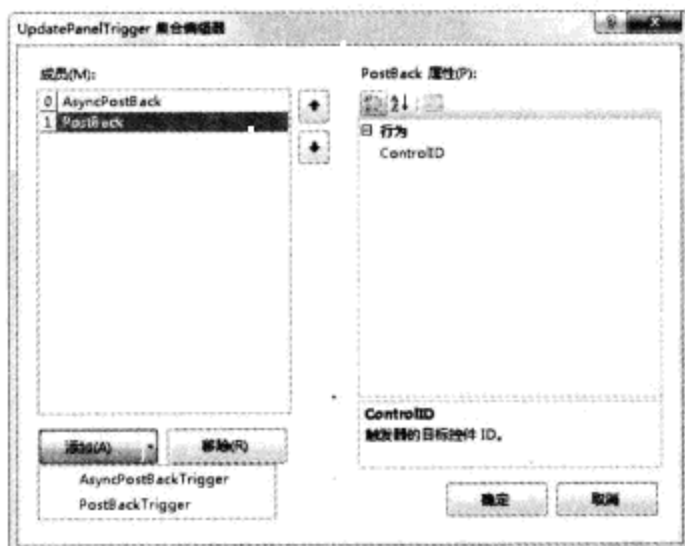 UpdatePanelTrigger 集合编辑器
成员(M):
0 AsyncPostBack
1 PostBack
PostBack 属性(P):
行为
ControlID
ControlID
触发器的目标控件 ID。
添加(A)
移除(R)
AsyncPostBackTrigger
PostBackTrigger
确定
取消